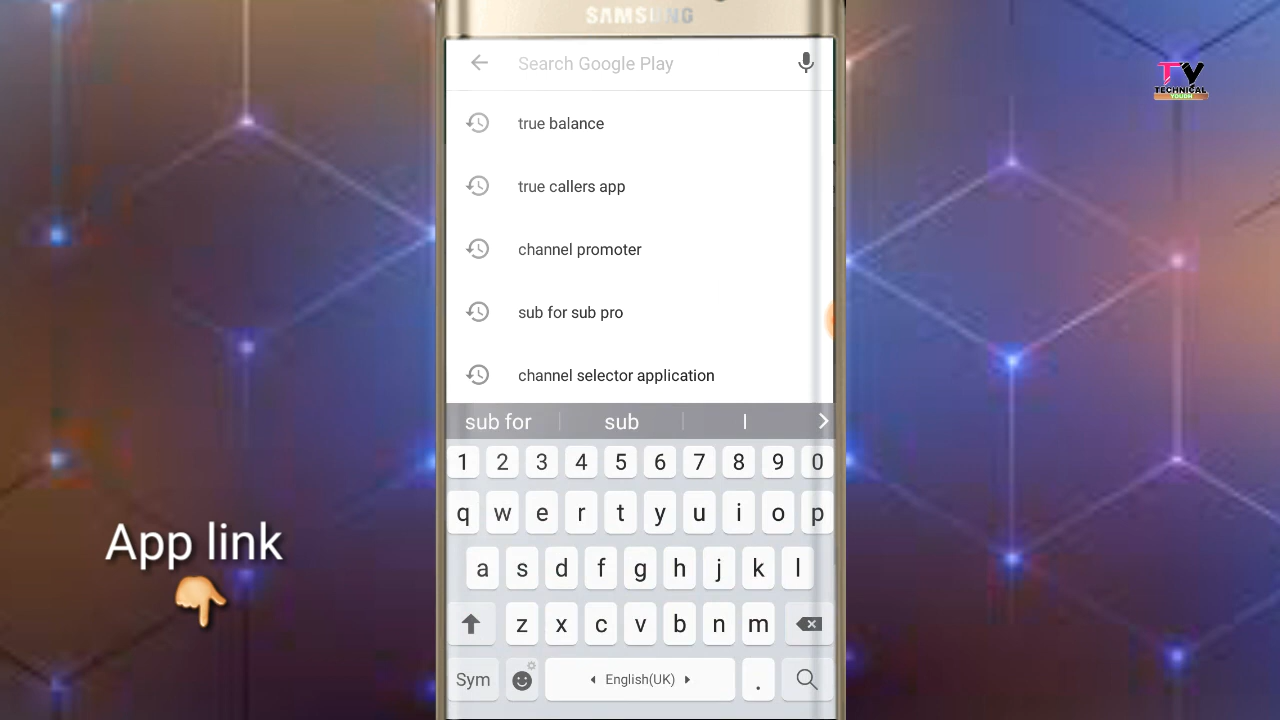 SAMSUNG
Search Google Play
true balance
true callers app
channel promoter
sub for sub pro
channel selector application
sub for sub I
1 2 3 4 5 6 7 8 9 0
q w e r t y u i o p
a s d f g h j k l
z x c v b n m
Sym English(UK) .
App link
TY
TECHNICAL